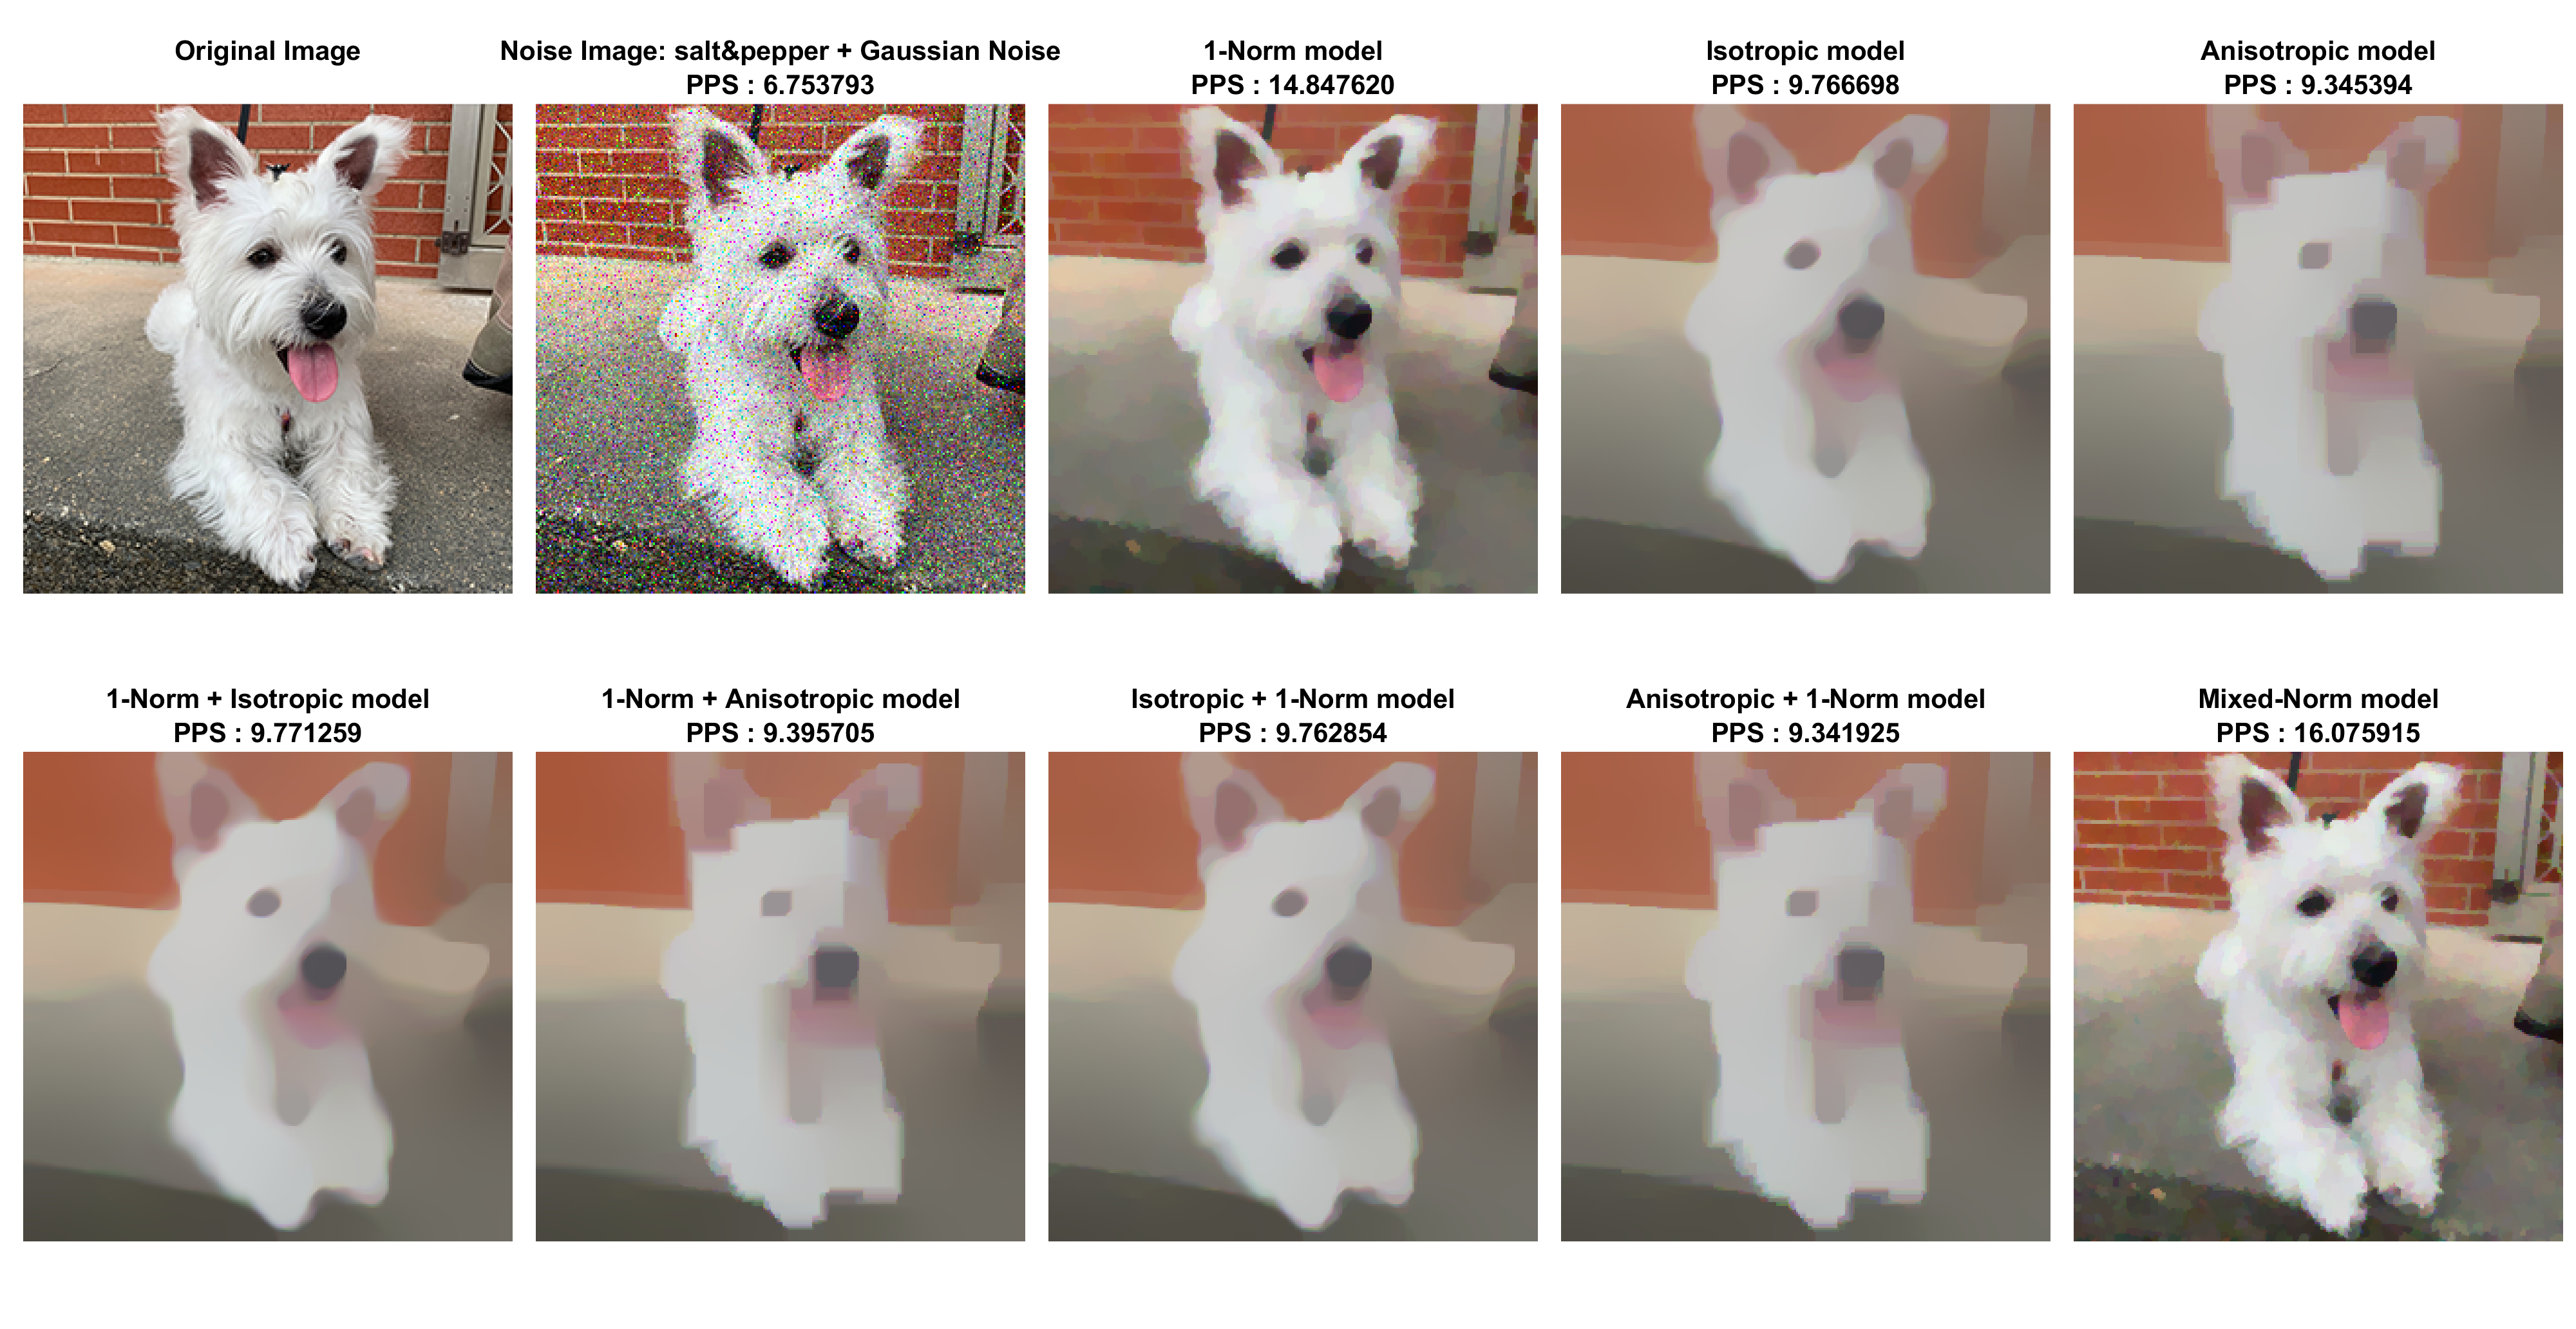 Original Image
Noise Image: salt&pepper + Gaussian Noise
PPS : 6.753793
1-Norm model
PPS : 14.847620
Isotropic model
PPS : 9.766698
Anisotropic model
PPS : 9.345394
1-Norm + Isotropic model
PPS : 9.771259
1-Norm + Anisotropic model
PPS : 9.395705
Isotropic + 1-Norm model
PPS : 9.762854
Anisotropic + 1-Norm model
PPS : 9.341925
Mixed-Norm model
PPS : 16.075915